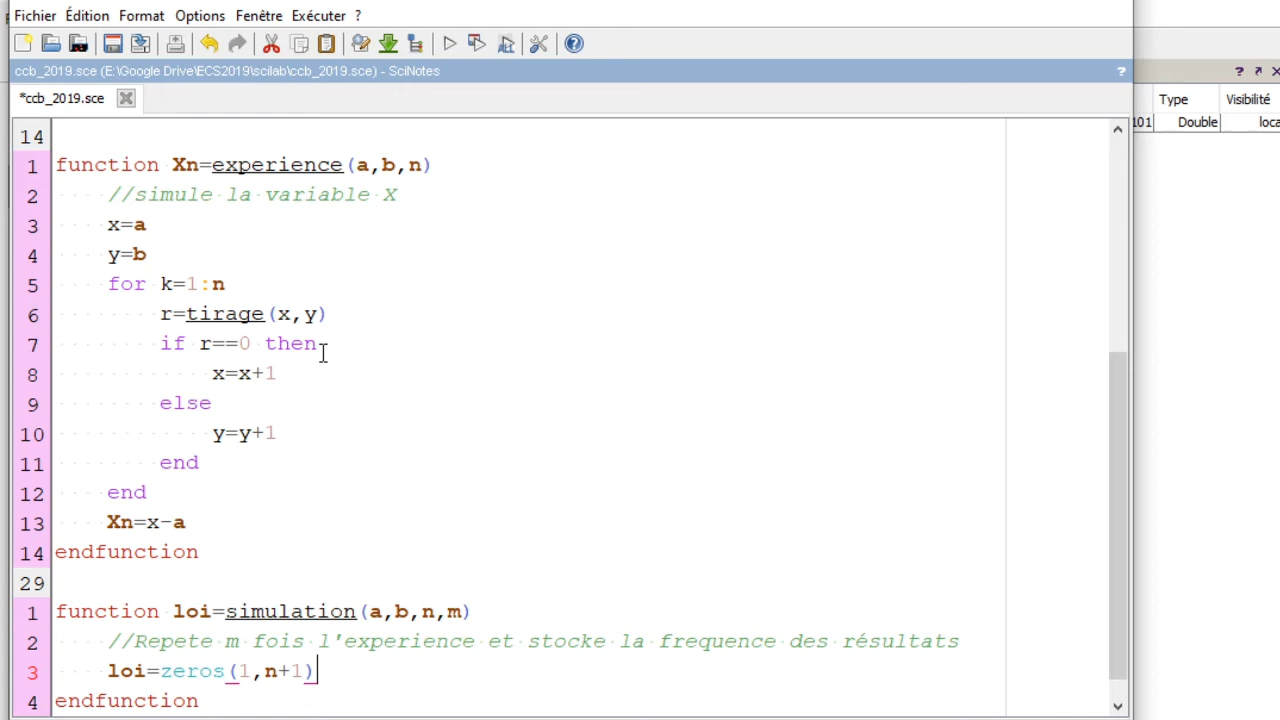 Fichier Édition Format Options Fenêtre Exécuter ?
ccb_2019.sce (E:\Google Drive\ECS2019\scilab\ccb_2019.sce) - SciNotes ? ?
*ccb_2019.sce Type Visibilité
101 Double loca
14
1 function Xn=experience(a,b,n)
2 //simule la variable X
3 x=a
4 y=b
5 for k=1:n
6 r=tirage(x,y)
7 if r==0 then
8 x=x+1
9 else
10 y=y+1
11 end
12 end
13 Xn=x-a
14 endfunction
29
1 function loi=simulation(a,b,n,m)
2 //Repete m fois l'experience et stocke la frequence des résultats
3 loi=zeros(1,n+1)
4 endfunction